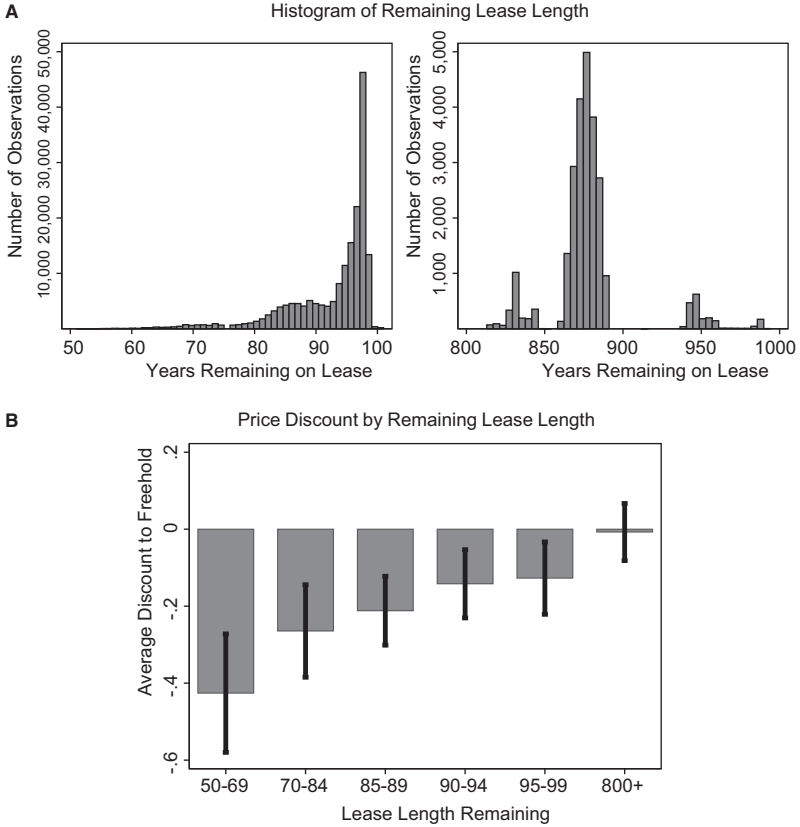 A
Histogram of Remaining Lease Length
Number of Observations
10,000 20,000 30,000 40,000 50,000
50 60 70 80 90 100
Years Remaining on Lease
Number of Observations
1,000 2,000 3,000 4,000 5,000
800 850 900 950 1000
Years Remaining on Lease
B
Price Discount by Remaining Lease Length
Average Discount to Freehold
-.6 -.4 -.2 0 .2
50-69 70-84 85-89 90-94 95-99 800+
Lease Length Remaining